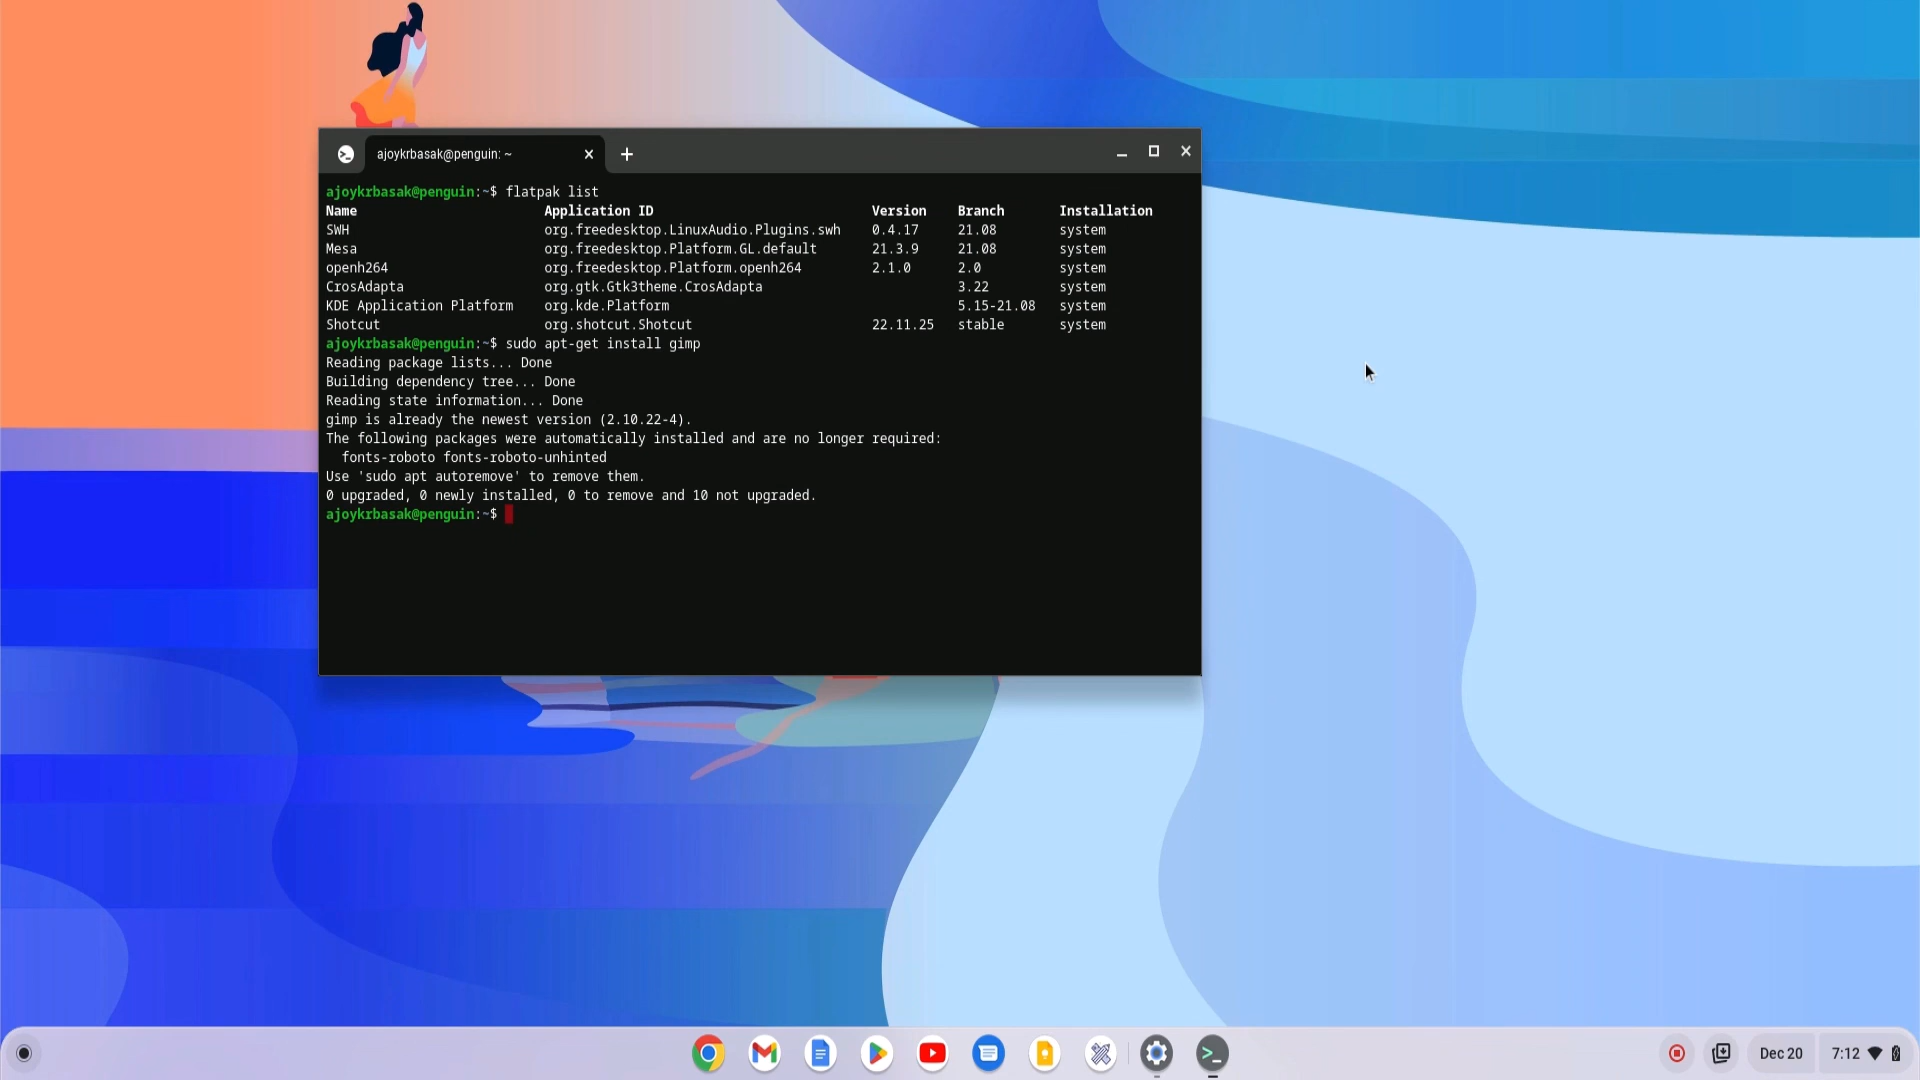 ajoykrbasak@penguin: ~
ajoykrbasak@penguin:~$ flatpak list
Name Application ID Version Branch Installation
SWH org.freedesktop.LinuxAudio.Plugins.swh 0.4.17 21.08 system
Mesa org.freedesktop.Platform.GL.default 21.3.9 21.08 system
openh264 org.freedesktop.Platform.openh264 2.1.0 2.0 system
CrosAdapta org.gtk.Gtk3theme.CrosAdapta 3.22 system
KDE Application Platform org.kde.Platform 5.15-21.08 system
Shotcut org.shotcut.Shotcut 22.11.25 stable system
ajoykrbasak@penguin:~$ sudo apt-get install gimp
Reading package lists... Done
Building dependency tree... Done
Reading state information... Done
gimp is already the newest version (2.10.22-4).
The following packages were automatically installed and are no longer required:
fonts-roboto fonts-roboto-unhinted
Use 'sudo apt autoremove' to remove them.
0 upgraded, 0 newly installed, 0 to remove and 10 not upgraded.
ajoykrbasak@penguin:~$
Dec 20 7:12